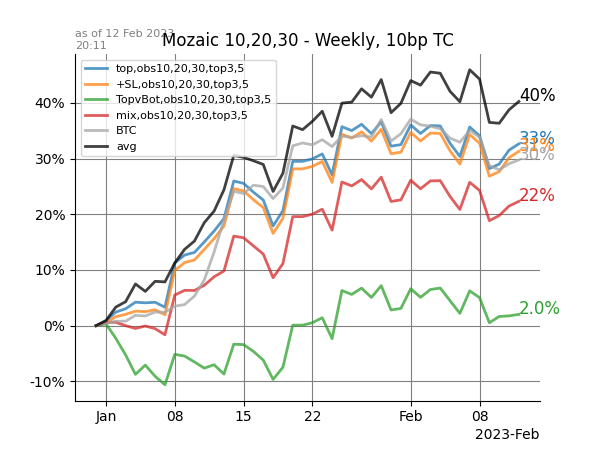 as of 12 Feb 2023
20:11
Mozaic 10,20,30 - Weekly, 10bp TC
top,obs10,20,30,top3,5
+SL,obs10,20,30,top3,5
TopvBot,obs10,20,30,top3,5
mix,obs10,20,30,top3,5
BTC
avg
40%
30%
20%
10%
0%
-10%
40%
33%
31%
30%
22%
2.0%
Jan
08
15
22
Feb
08
2023-Feb